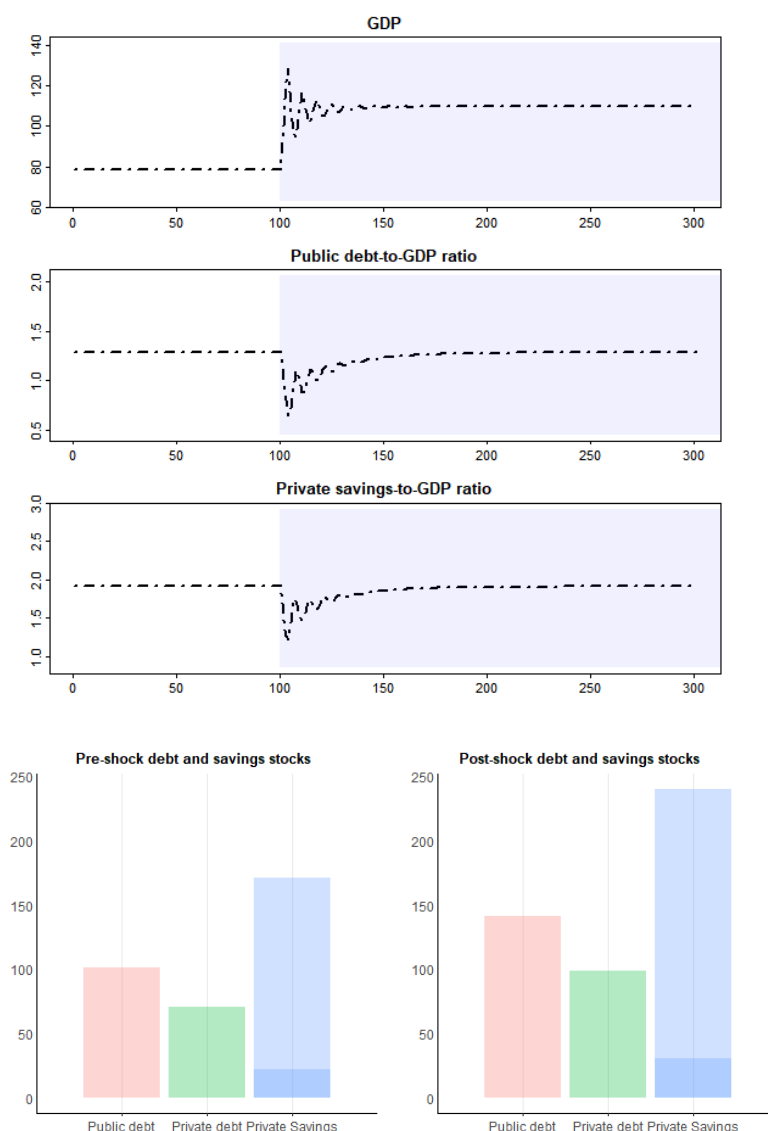 GDP
140
120
100
80
60
0 50 100 150 200 250 300
Public debt-to-GDP ratio
2.0
1.5
1.0
0.5
0 50 100 150 200 250 300
Private savings-to-GDP ratio
3.0
2.5
2.0
1.5
1.0
0 50 100 150 200 250 300
Pre-shock debt and savings stocks
250
200
150
100
50
0
Public debt Private debt Private Savings
Post-shock debt and savings stocks
250
200
150
100
50
0
Public debt Private debt Private Savings